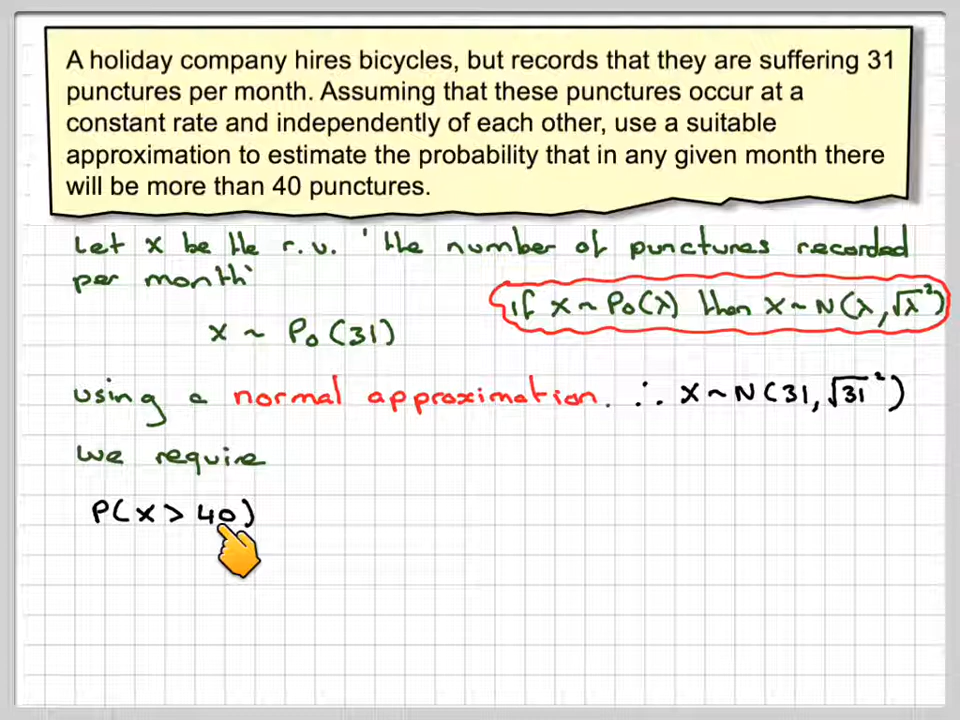 A holiday company hires bicycles, but records that they are suffering 31
punctures per month. Assuming that these punctures occur at a
constant rate and independently of each other, use a suitable
approximation to estimate the probability that in any given month there
will be more than 40 punctures.
Let X be the r.v. 'the number of punctures recorded
per month'
if X ~ Po(λ) then X ~ N(λ, √λ²)
X ~ Po(31)
using a normal approximation. ∴ X ~ N(31, √31²)
we require
P(X > 40)